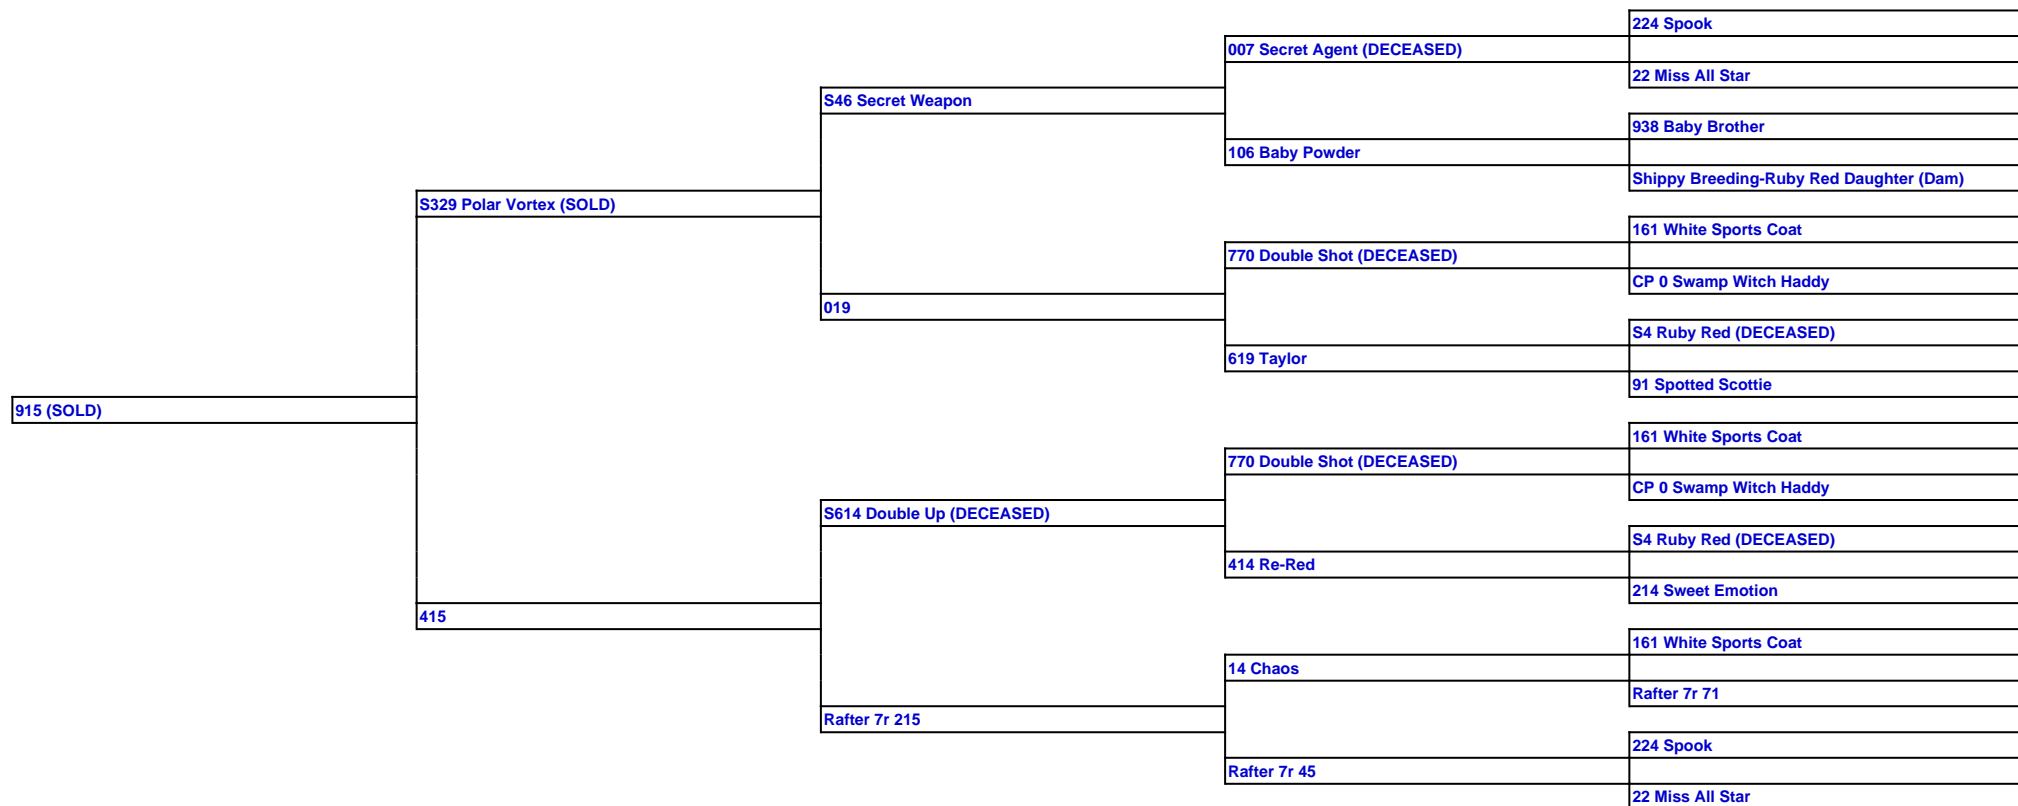 224 Spook
007 Secret Agent (DECEASED)
22 Miss All Star
S46 Secret Weapon
938 Baby Brother
106 Baby Powder
Shippy Breeding-Ruby Red Daughter (Dam)
S329 Polar Vortex (SOLD)
161 White Sports Coat
770 Double Shot (DECEASED)
CP 0 Swamp Witch Haddy
019
S4 Ruby Red (DECEASED)
619 Taylor
91 Spotted Scottie
915 (SOLD)
161 White Sports Coat
770 Double Shot (DECEASED)
CP 0 Swamp Witch Haddy
S614 Double Up (DECEASED)
S4 Ruby Red (DECEASED)
414 Re-Red
214 Sweet Emotion
415
161 White Sports Coat
14 Chaos
Rafter 7r 71
Rafter 7r 215
224 Spook
Rafter 7r 45
22 Miss All Star